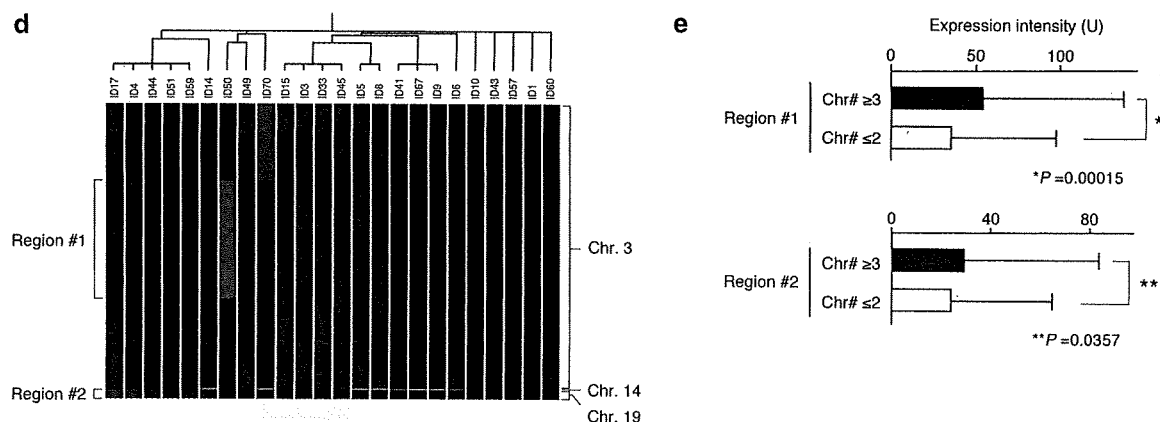 d
ID17 ID4 ID44 ID51 ID59 ID14 ID50 ID49 ID70 ID15 ID3 ID33 ID45 ID5 ID8 ID41 ID67 ID9 ID6 ID10 ID43 ID57 ID1 ID60
Region #1
Chr. 3
Region #2
Chr. 14
Chr. 19
e
Expression intensity (U)
0 50 100
Region #1
Chr# ≥3
Chr# ≤2
*
*P =0.00015
0 40 80
Region #2
Chr# ≥3
Chr# ≤2
**
**P =0.0357